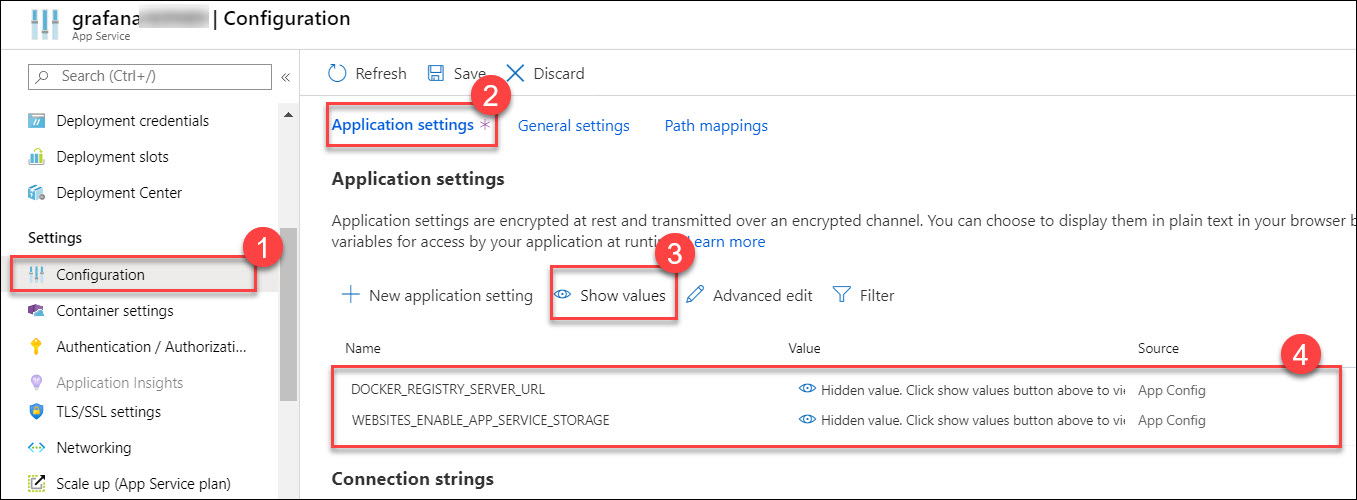 grafana | Configuration
App Service
Search (Ctrl+/) «
Deployment credentials
Deployment slots
Deployment Center
Settings
Configuration
Container settings
Authentication / Authorizati...
Application Insights
TLS/SSL settings
Networking
Scale up (App Service plan)
1
Refresh Save Discard
2
Application settings * General settings Path mappings
Application settings
Application settings are encrypted at rest and transmitted over an encrypted channel. You can choose to display them in plain text in your browser b
variables for access by your application at Learn more
3
New application setting Show values Advanced edit Filter
Name Value Source
4
DOCKER_REGISTRY_SERVER_URL Hidden value. Click show values button above to vi App Config
WEBSITES_ENABLE_APP_SERVICE_STORAGE Hidden value. Click show values button above to vi App Config
Connection strings